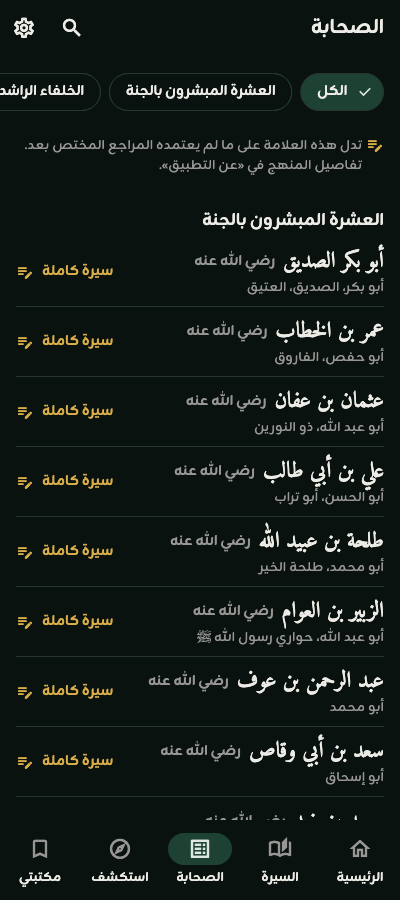 الصحابة
الكل
العشرة المبشرون بالجنة
الخلفاء الراشد
تدل هذه العلامة على ما لم يعتمده المراجع المختص بعد.
تفاصيل المنهج في «عن التطبيق».
العشرة المبشرون بالجنة
أبو بكر الصديق رضي الله عنه
سيرة كاملة
أبو بكر، الصديق، العتيق
عمر بن الخطاب رضي الله عنه
سيرة كاملة
أبو حفص، الفاروق
عثمان بن عفان رضي الله عنه
سيرة كاملة
أبو عبد الله، ذو النورين
علي بن أبي طالب رضي الله عنه
سيرة كاملة
أبو الحسن، أبو تراب
طلحة بن عبيد الله رضي الله عنه
سيرة كاملة
أبو محمد، طلحة الخير
الزبير بن العوام رضي الله عنه
سيرة كاملة
أبو عبد الله، حواري رسول الله ﷺ
عبد الرحمن بن عوف رضي الله عنه
سيرة كاملة
أبو محمد
سعد بن أبي وقاص رضي الله عنه
سيرة كاملة
أبو إسحاق
الرئيسية
السيرة
الصحابة
استكشف
مكتبتي